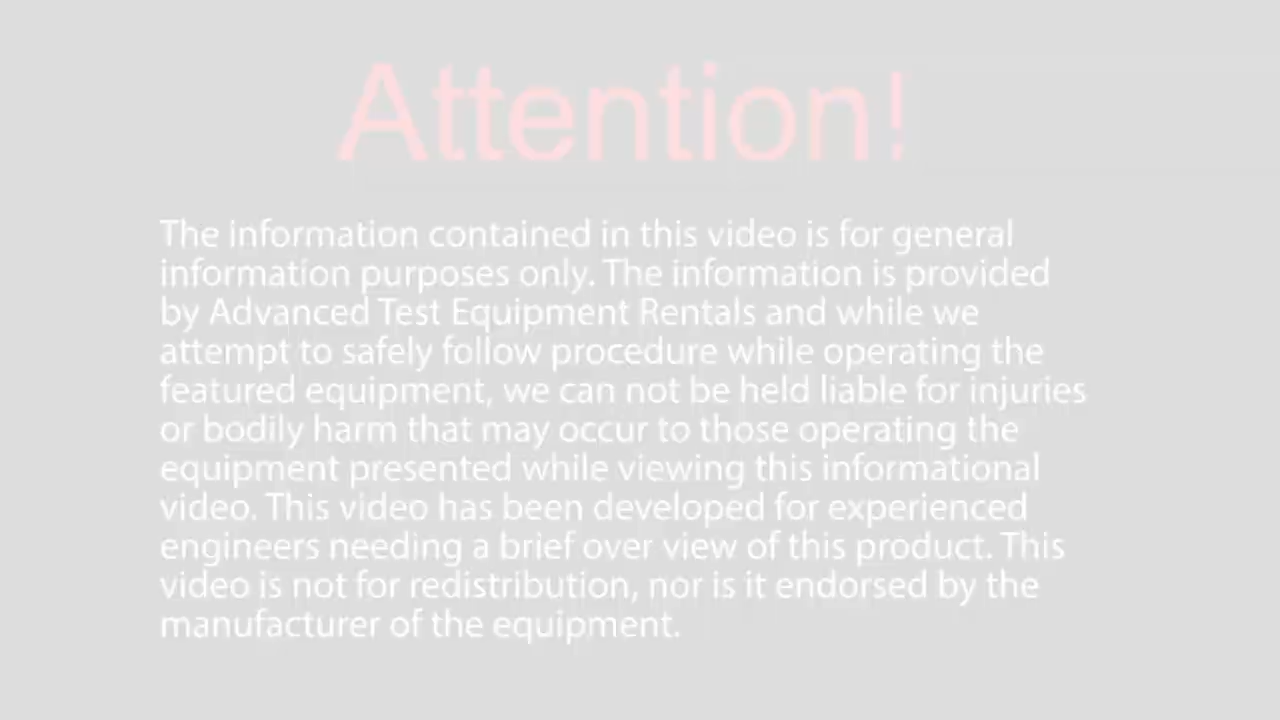 Attention!
The information contained in this video is for general
information purposes only. The information is provided
by Advanced Test Equipment Rentals and while we
attempt to safely follow procedure while operating the
featured equipment, we can not be held liable for injuries
or bodily harm that may occur to those operating the
equipment presented while viewing this informational
video. This video has been developed for experienced
engineers needing a brief over view of this product. This
video is not for redistribution, nor is it endorsed by the
manufacturer of the equipment.